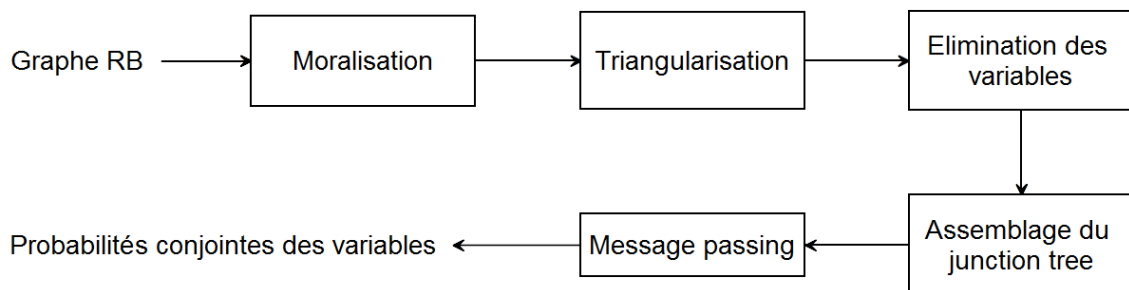 Graphe RB
Moralisation
Triangularisation
Elimination des
variables
Probabilités conjointes des variables
Message passing
Assemblage du
junction tree